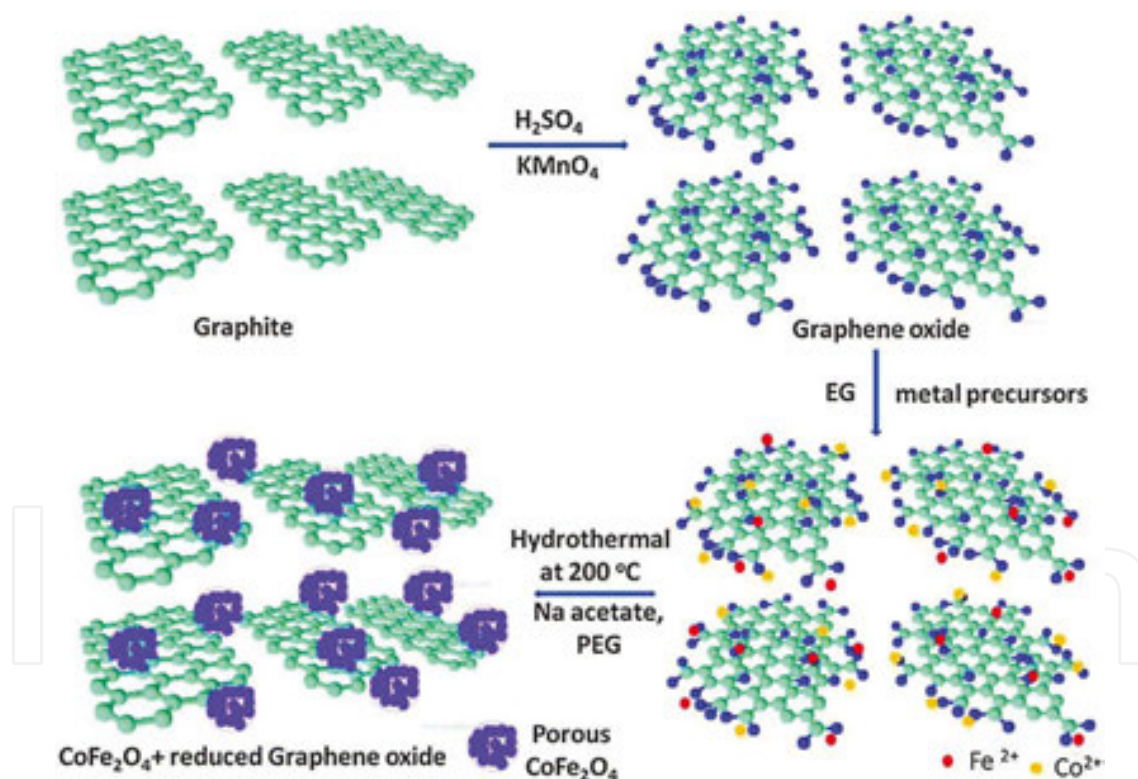 H₂SO₄
KMnO₄
Graphite
Graphene oxide
EG metal precursors
Hydrothermal
at 200 °C
Na acetate,
PEG
CoFe₂O₄+ reduced Graphene oxide
Porous
CoFe₂O₄
Fe ²⁺ Co²⁺